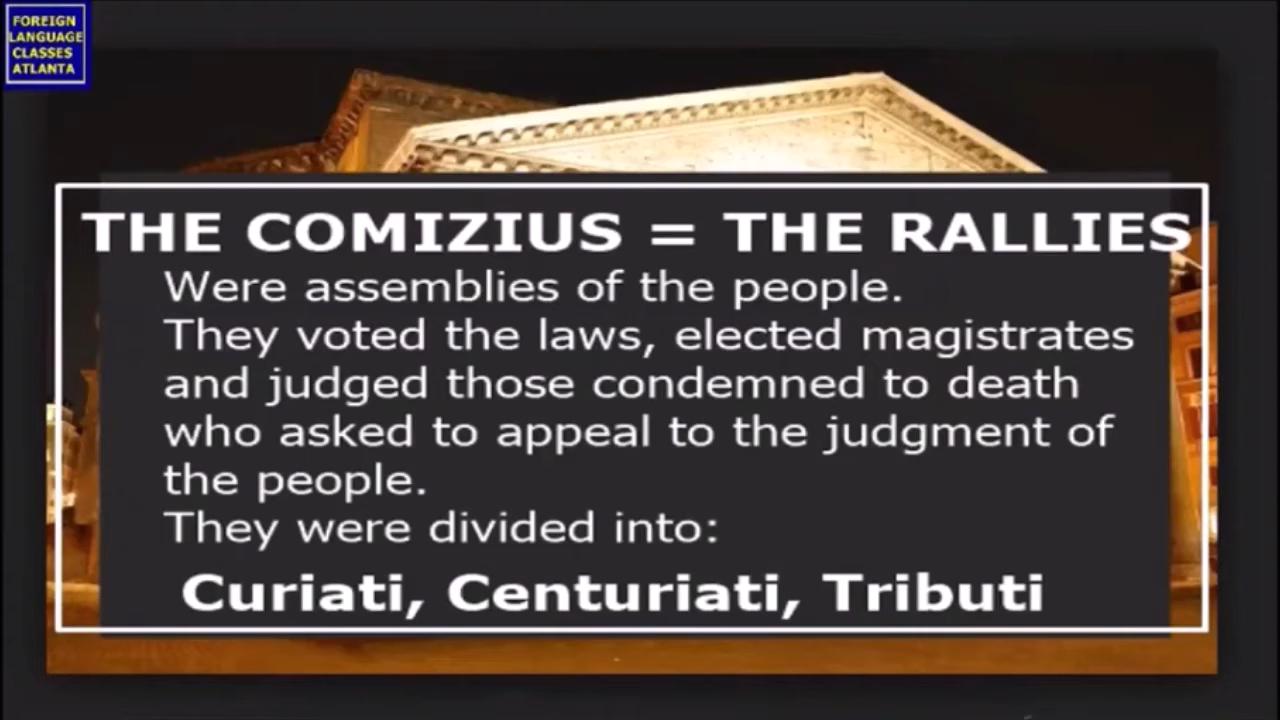 FOREIGN
LANGUAGE
CLASSES
ATLANTA
THE COMIZIUS = THE RALLIES
Were assemblies of the people.
They voted the laws, elected magistrates
and judged those condemned to death
who asked to appeal to the judgment of
the people.
They were divided into:
Curiati, Centuriati, Tributi